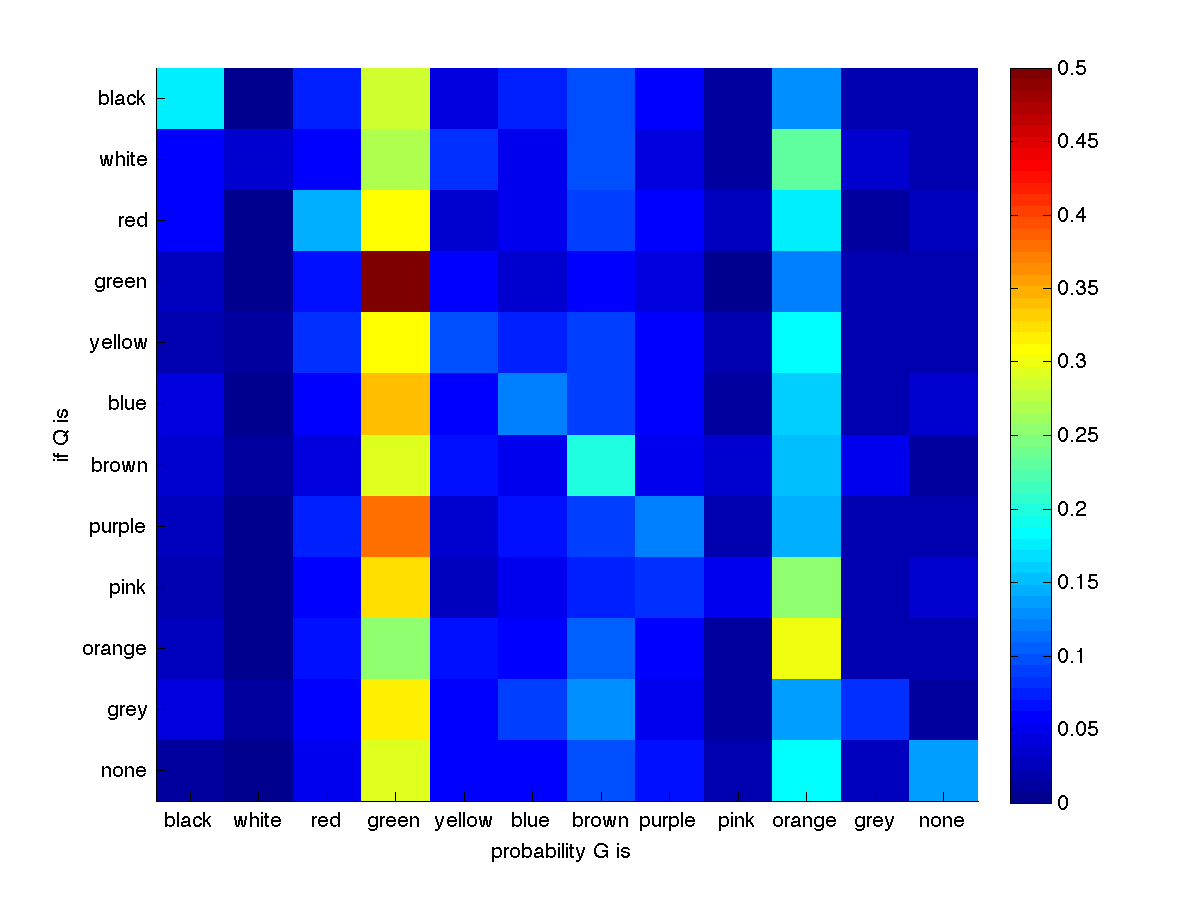 if Q is
black
white
red
green
yellow
blue
brown
purple
pink
orange
grey
none
black white red green yellow blue brown purple pink orange grey none
probability G is
0.5
0.45
0.4
0.35
0.3
0.25
0.2
0.15
0.1
0.05
0